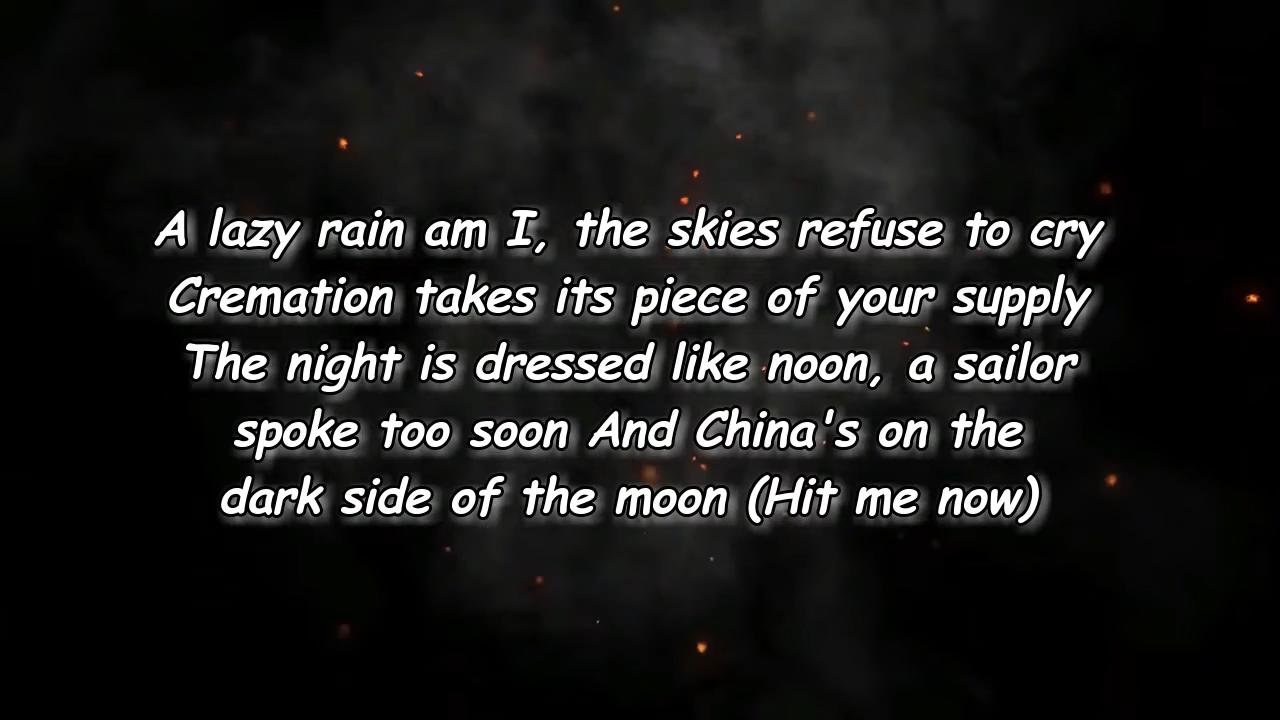 A lazy rain am I, the skies refuse to cry
Cremation takes its piece of your supply
The night is dressed like noon, a sailor
spoke too soon And China's on the
dark side of the moon (Hit me now)